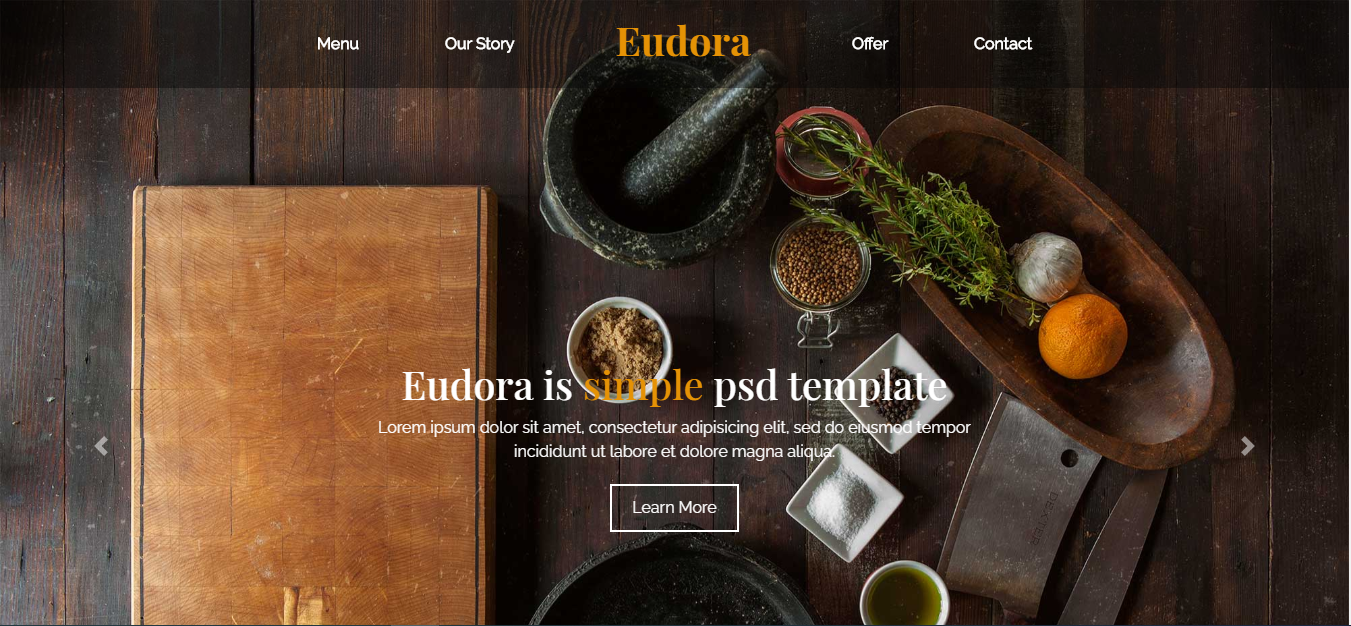 Menu Our Story Eudora Offer Contact
Eudora is simple psd template
Lorem ipsum dolor sit amet, consectetur adipisicing elit, sed do eiusmod tempor
incididunt ut labore et dolore magna aliqua.
Learn More